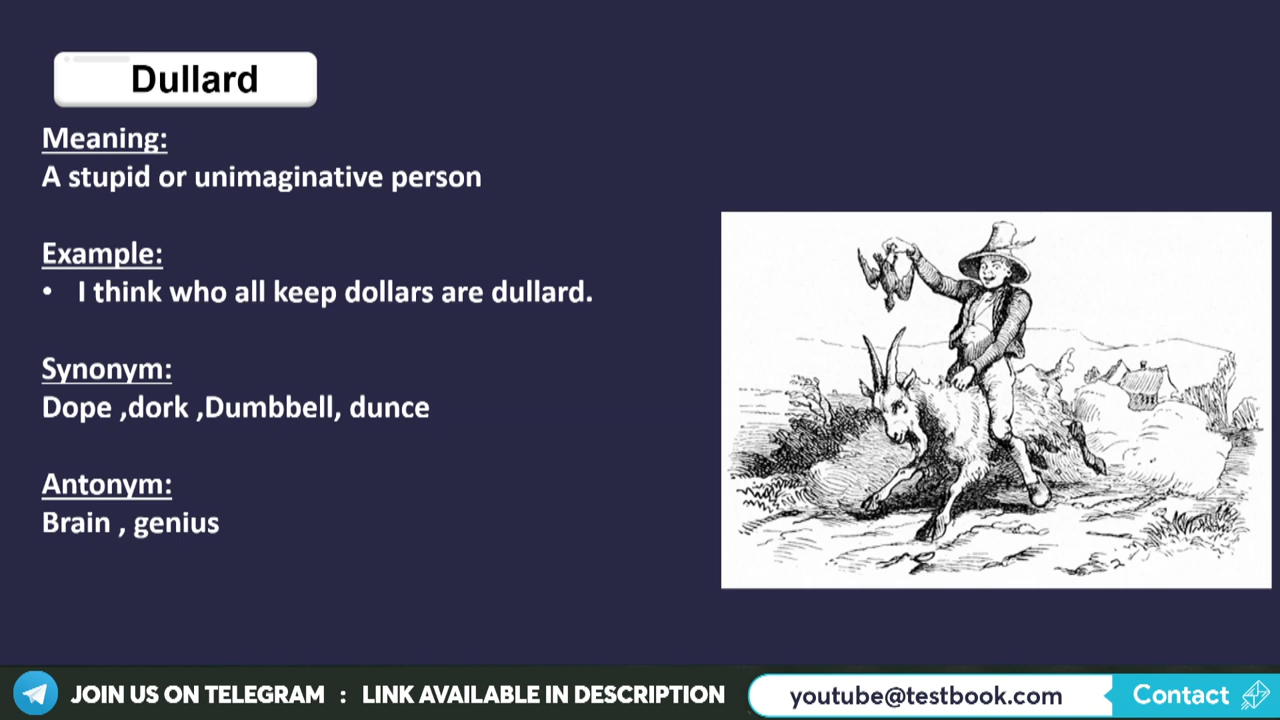 Dullard
Meaning:
A stupid or unimaginative person
Example:
• I think who all keep dollars are dullard.
Synonym:
Dope ,dork ,Dumbbell, dunce
Antonym:
Brain , genius
JOIN US ON TELEGRAM : LINK AVAILABLE IN DESCRIPTION
youtube@testbook.com
Contact